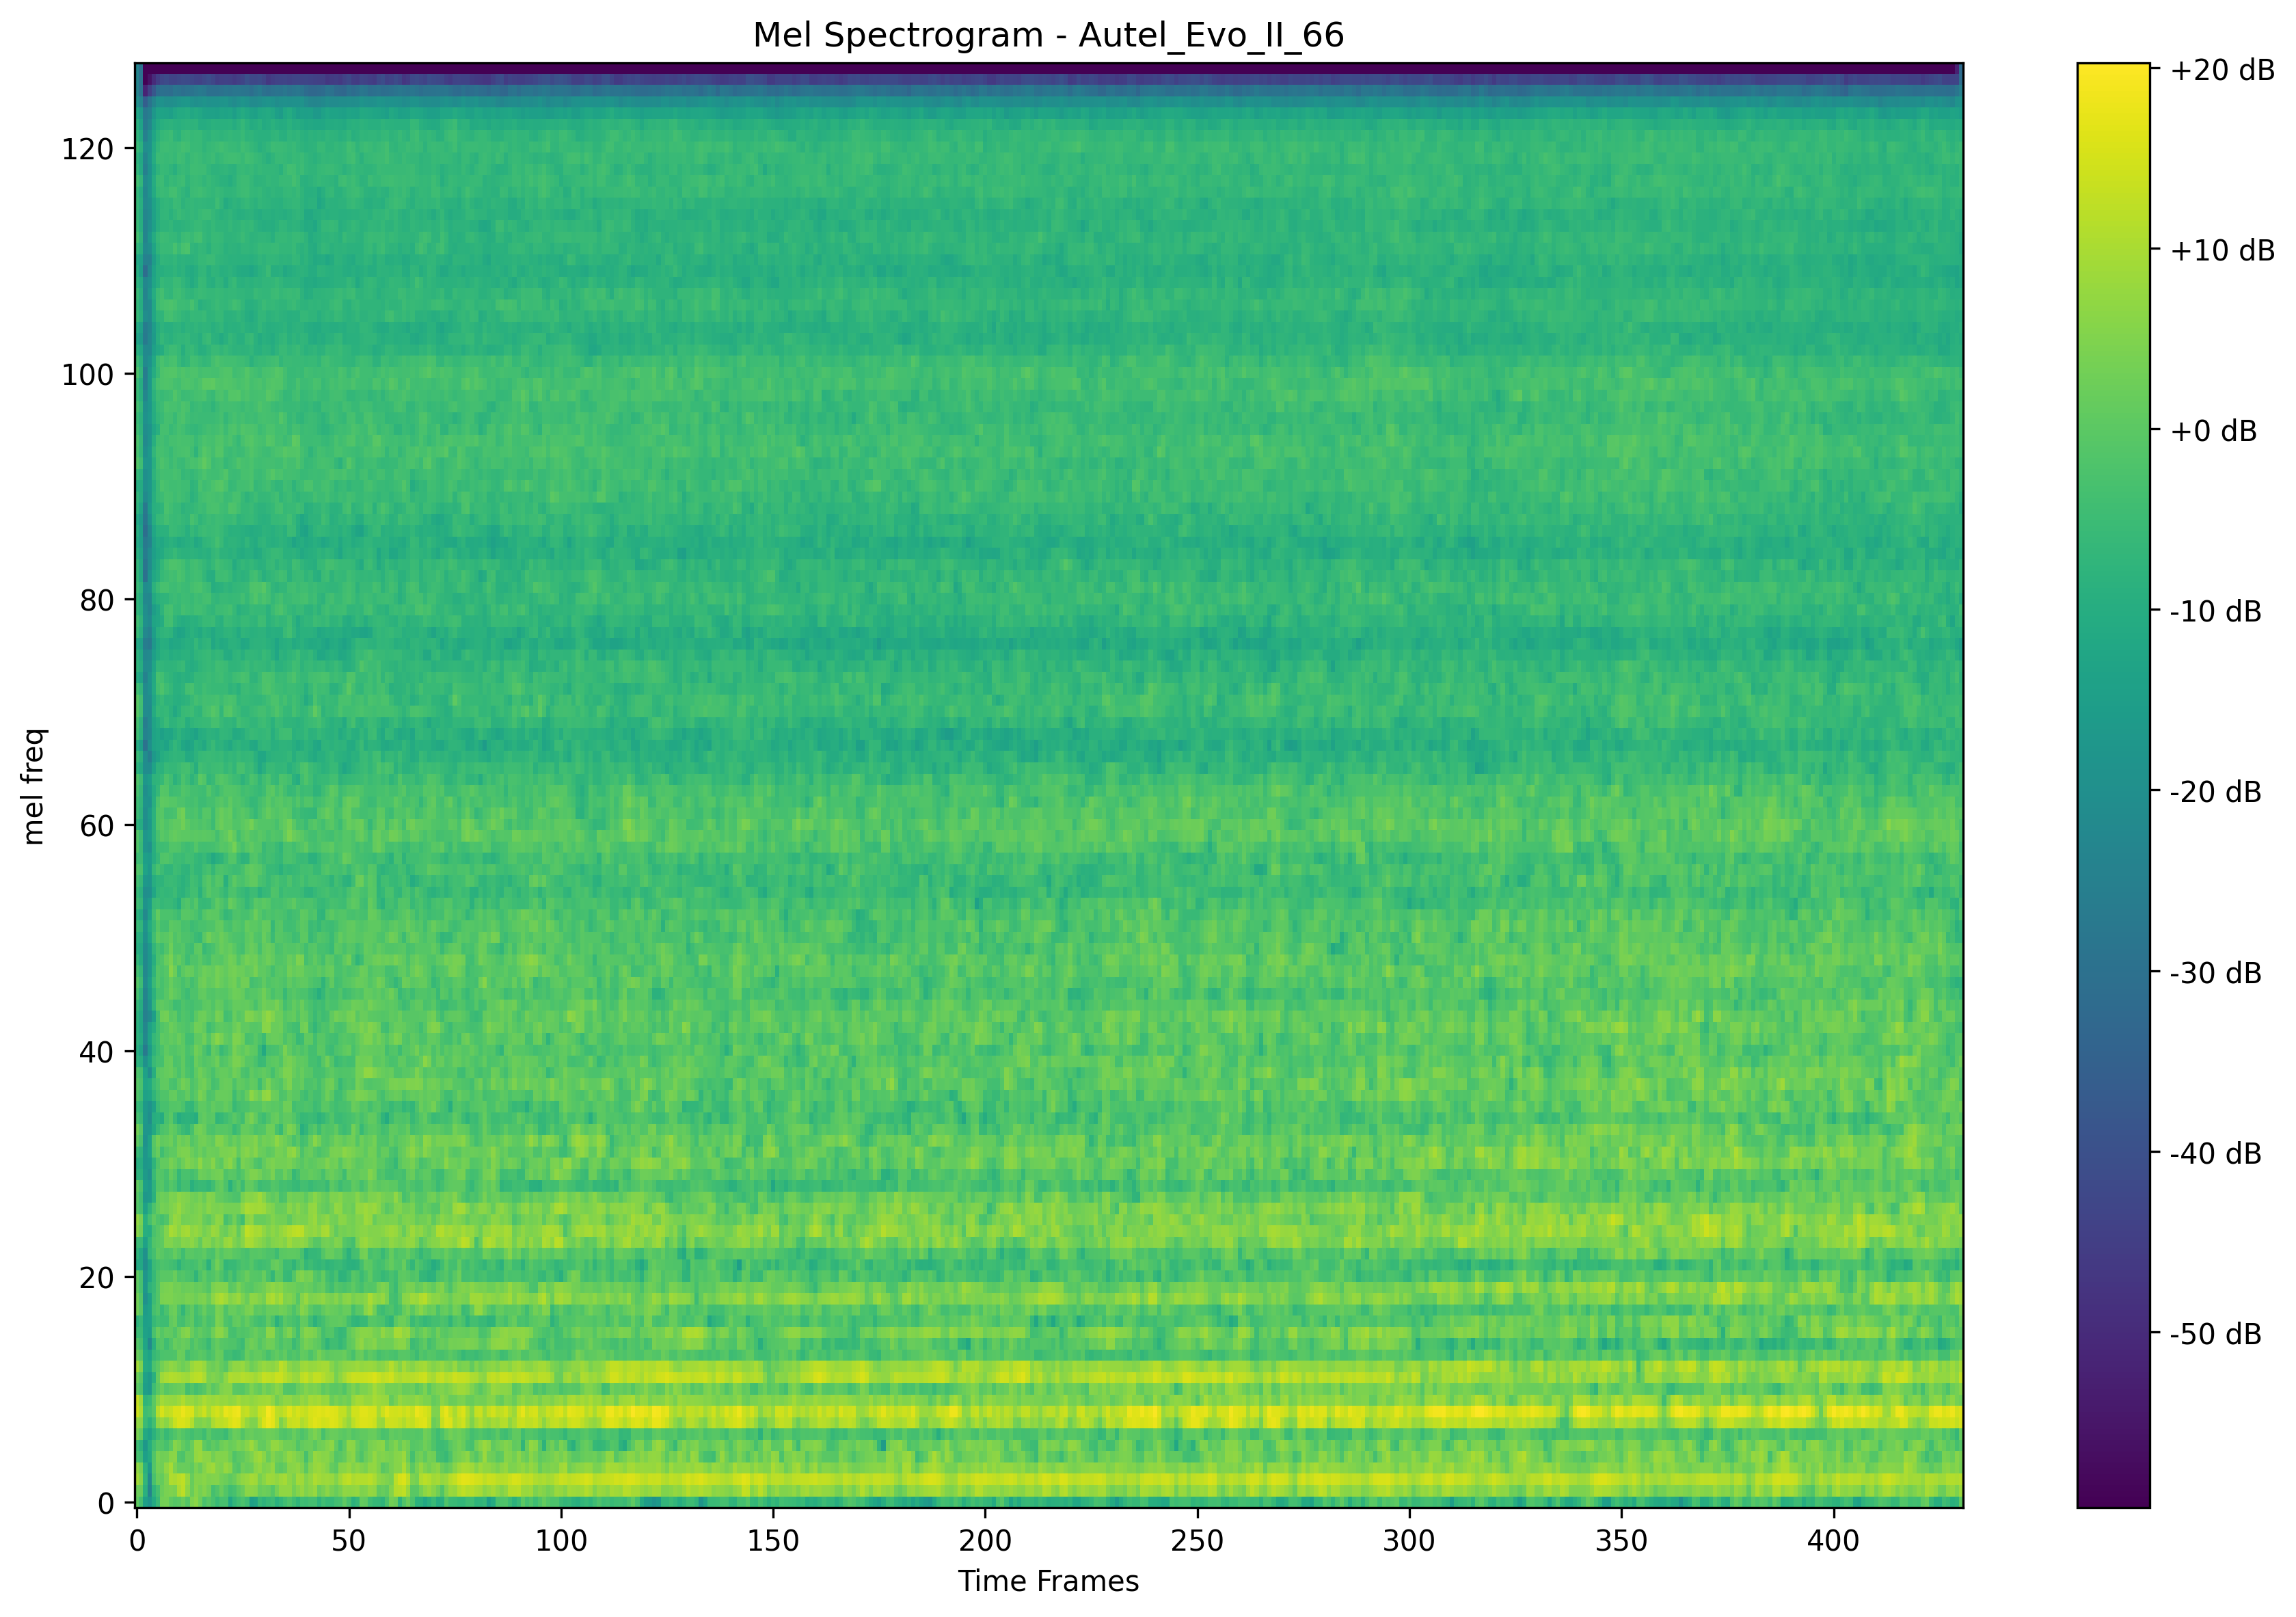 Mel Spectrogram - Autel_Evo_II_66
mel freq
120
100
80
60
40
20
0
0 50 100 150 200 250 300 350 400
Time Frames
+20 dB
+10 dB
+0 dB
-10 dB
-20 dB
-30 dB
-40 dB
-50 dB